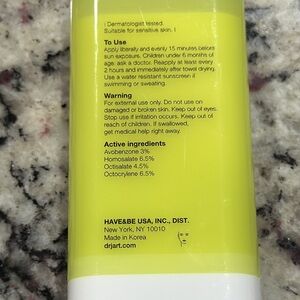 | Dermatologist tested.
Suitable for sensitive skin. |
To Use
Apply liberally and evenly 15 minutes before
sun exposure. Children under 6 months of
age: ask a doctor. Reapply at least every
2 hours and immediately after towel drying.
Use a water resistant sunscreen if
swimming or sweating.
Warning
For external use only. Do not use on
damaged or broken skin. Keep out of eyes.
Stop use if irritation occurs. Keep out of
reach of children. If swallowed,
get medical help right away.
Active ingredients
Avobenzone 3%
Homosalate 6.5%
Octisalate 4.5%
Octocrylene 6.5%
HAVE&BE USA, INC., DIST.
New York, NY 10010
Made in Korea
drjart.com